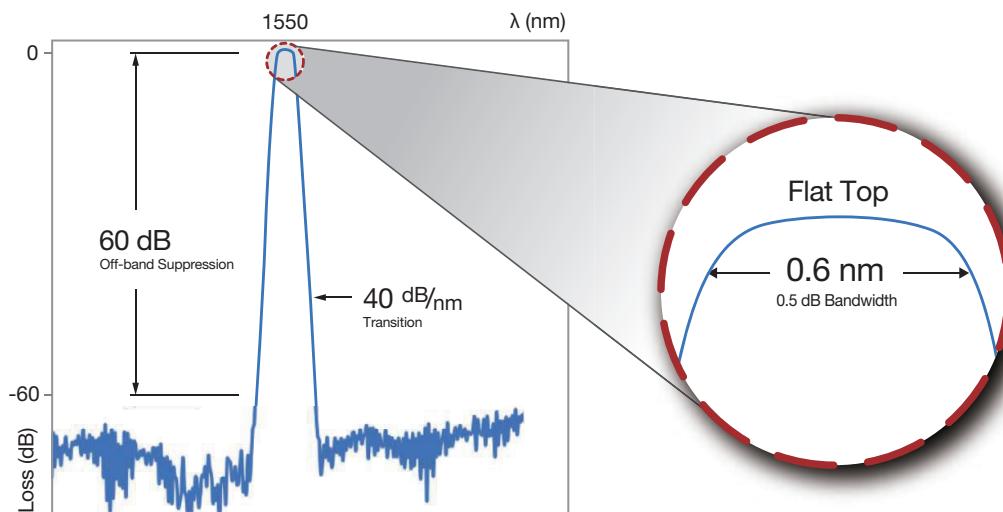 1550
λ (nm)
0
Flat Top
60 dB
Off-band Suppression
0.6 nm
0.5 dB Bandwidth
40 dB/nm
Transition
-60
Loss (dB)